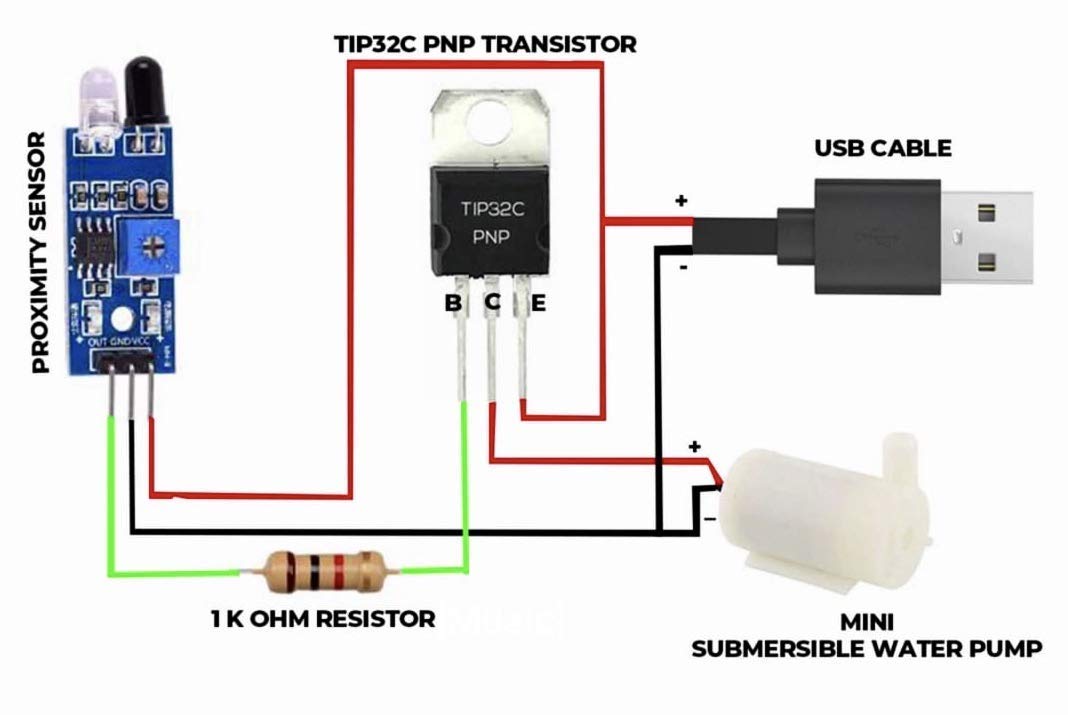 TIP32C PNP TRANSISTOR
PROXIMITY SENSOR
USB CABLE
TIP32C
PNP
+
-
B C E
OUT GND VCC
+
–
1 K OHM RESISTOR
MINI
SUBMERSIBLE WATER PUMP